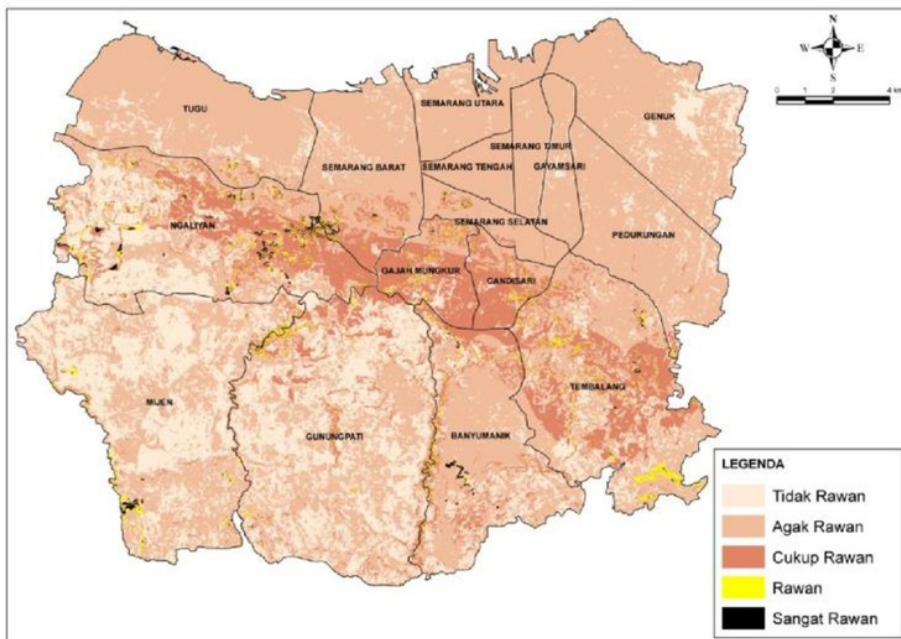 N
W E
S
0 2 4 km
TUGU
SEMARANG UTARA
GENUK
SEMARANG BARAT
SEMARANG TENGAH
SEMARANG TIMUR
GAYAMSARI
NGALIYAN
SEMARANG SELATAN
PEDURUNGAN
GAJAH MUNGKUR
CANDISARI
MIJEN
GUNUNGPATI
BANYUMANIK
TEMBALANG
LEGENDA
Tidak Rawan
Agak Rawan
Cukup Rawan
Rawan
Sangat Rawan